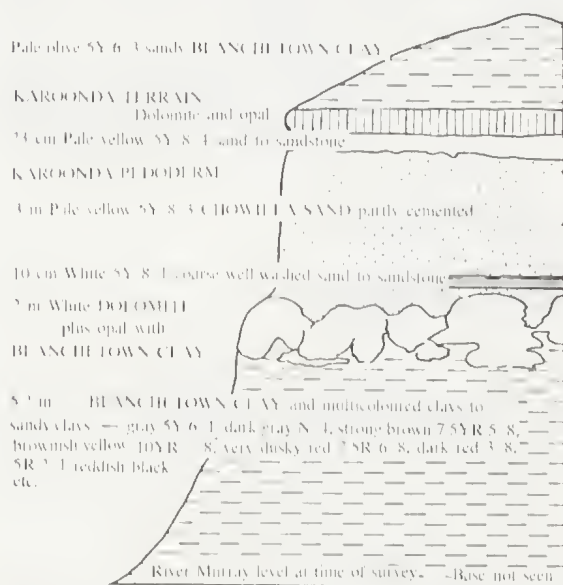 Pale olive 5Y 6 3 sandy BLANCHETOWN CLAY
KAROONDA TERRAIN
Dolomite and opal
cm Pale yellow 5Y 8 4 sand to sandstone
KAROONDA PEDODERM
3 m Pale yellow 5Y 8 3 CHOWILLA SAND partly cemented
10 cm White 5Y 8 1 coarse well washed sand to sandstone
2 m White DOLOMITE
plus opal with
BLANCHETOWN CLAY
m BLANCHETOWN CLAY and multicoloured clays to
sandy clays — gray 5Y 6 1 dark gray N 4, strong brown 7.5YR 5 8,
brownish yellow 10YR 8, very dusky red 8, dark red 3 8,
5R 2 1 reddish black
etc.
River Murray level at time of survey. - Base not seen